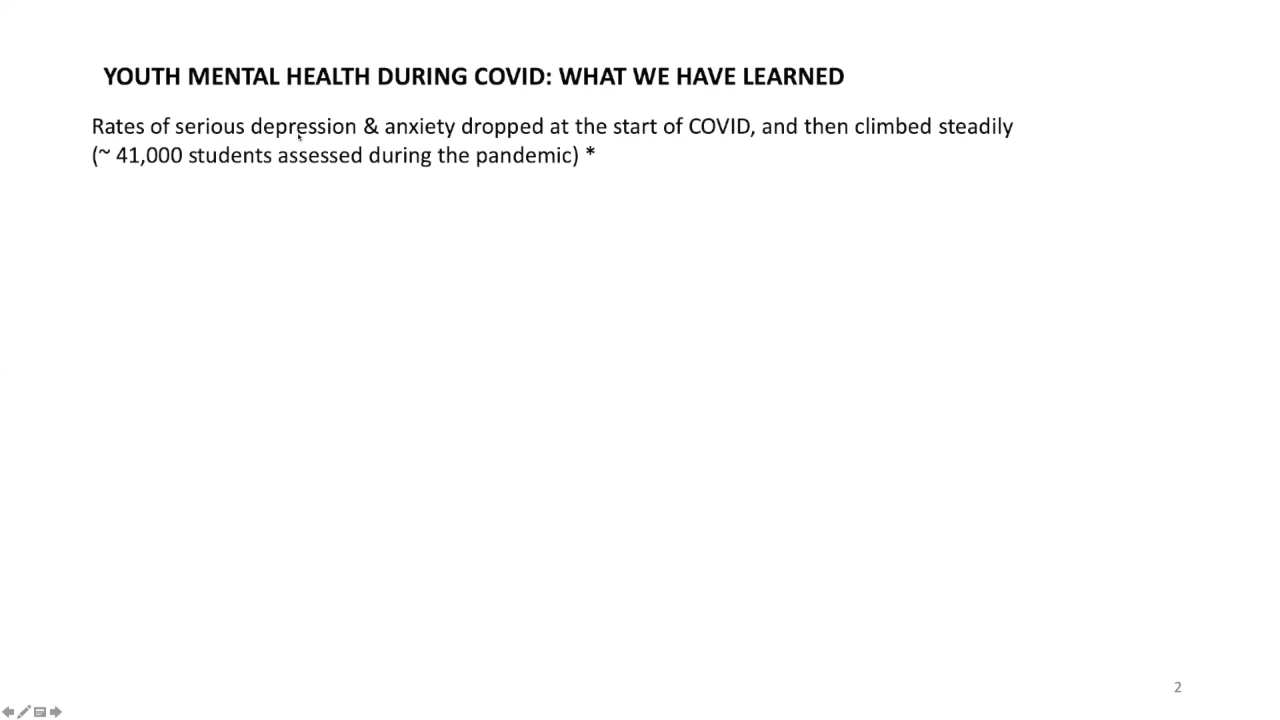 YOUTH MENTAL HEALTH DURING COVID: WHAT WE HAVE LEARNED
Rates of serious depression & anxiety dropped at the start of COVID, and then climbed steadily
(~ 41,000 students assessed during the pandemic) *
2